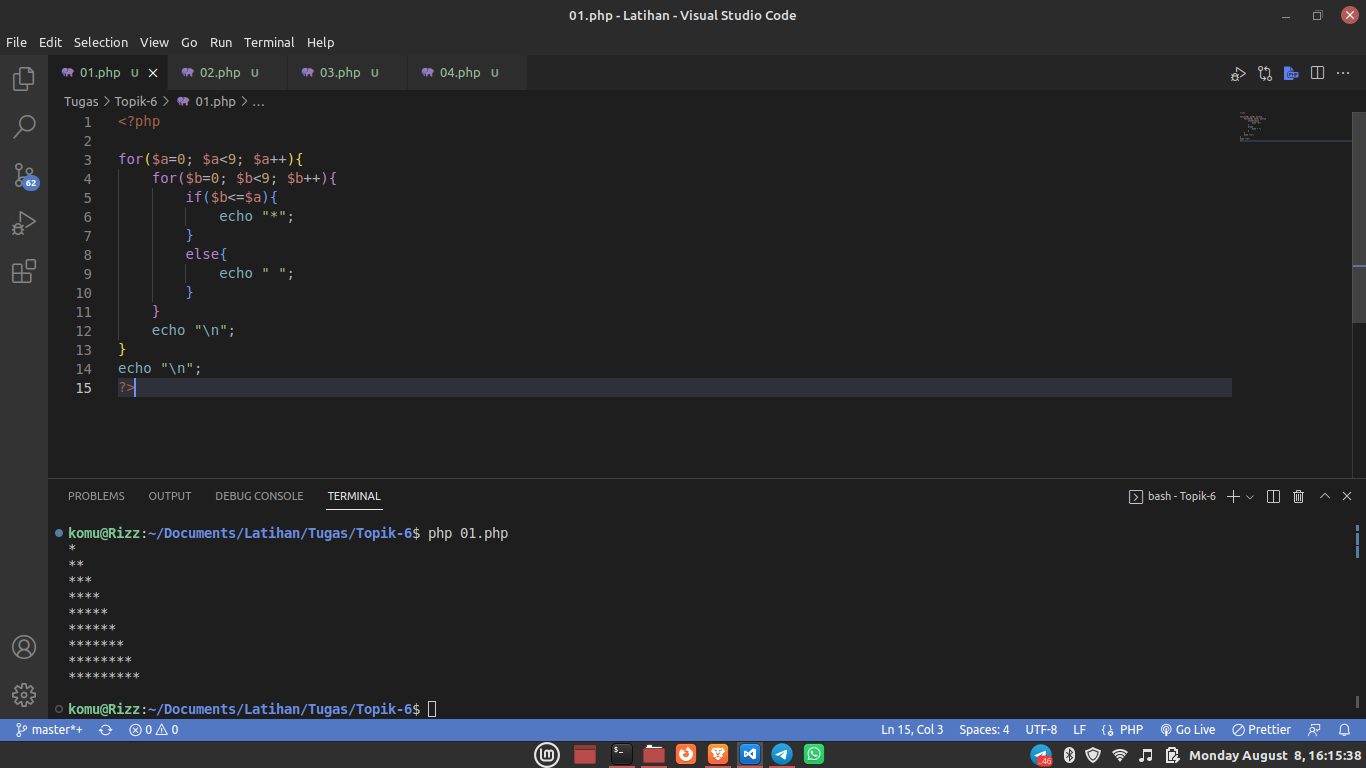 01.php - Latihan - Visual Studio Code
File Edit Selection View Go Run Terminal Help
01.php U 02.php U 03.php U 04.php U
Tugas > Topik-6 > 01.php > ...
1 <?php
2
3 for($a=0; $a<9; $a++){
4     for($b=0; $b<9; $b++){
5         if($b<=$a){
6             echo "*";
7         }
8         else{
9             echo " ";
10         }
11     }
12     echo "\n";
13 }
14 echo "\n";
15 ?>
62
PROBLEMS OUTPUT DEBUG CONSOLE TERMINAL
bash - Topik-6
komu@Rizz:~/Documents/Latihan/Tugas/Topik-6$ php 01.php
*
**
***
****
*****
******
*******
********
*********
komu@Rizz:~/Documents/Latihan/Tugas/Topik-6$
master*+ 0 0 Ln 15, Col 3 Spaces: 4 UTF-8 LF PHP Go Live Prettier
Monday August 8, 16:15:38